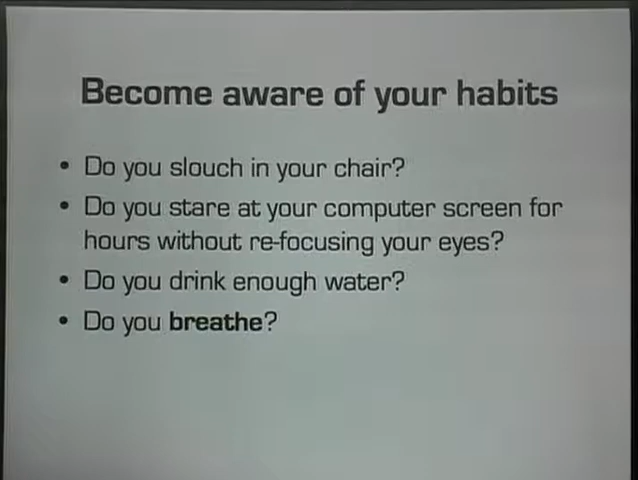 Become aware of your habits
• Do you slouch in your chair?
• Do you stare at your computer screen for
hours without re-focusing your eyes?
• Do you drink enough water?
• Do you breathe?